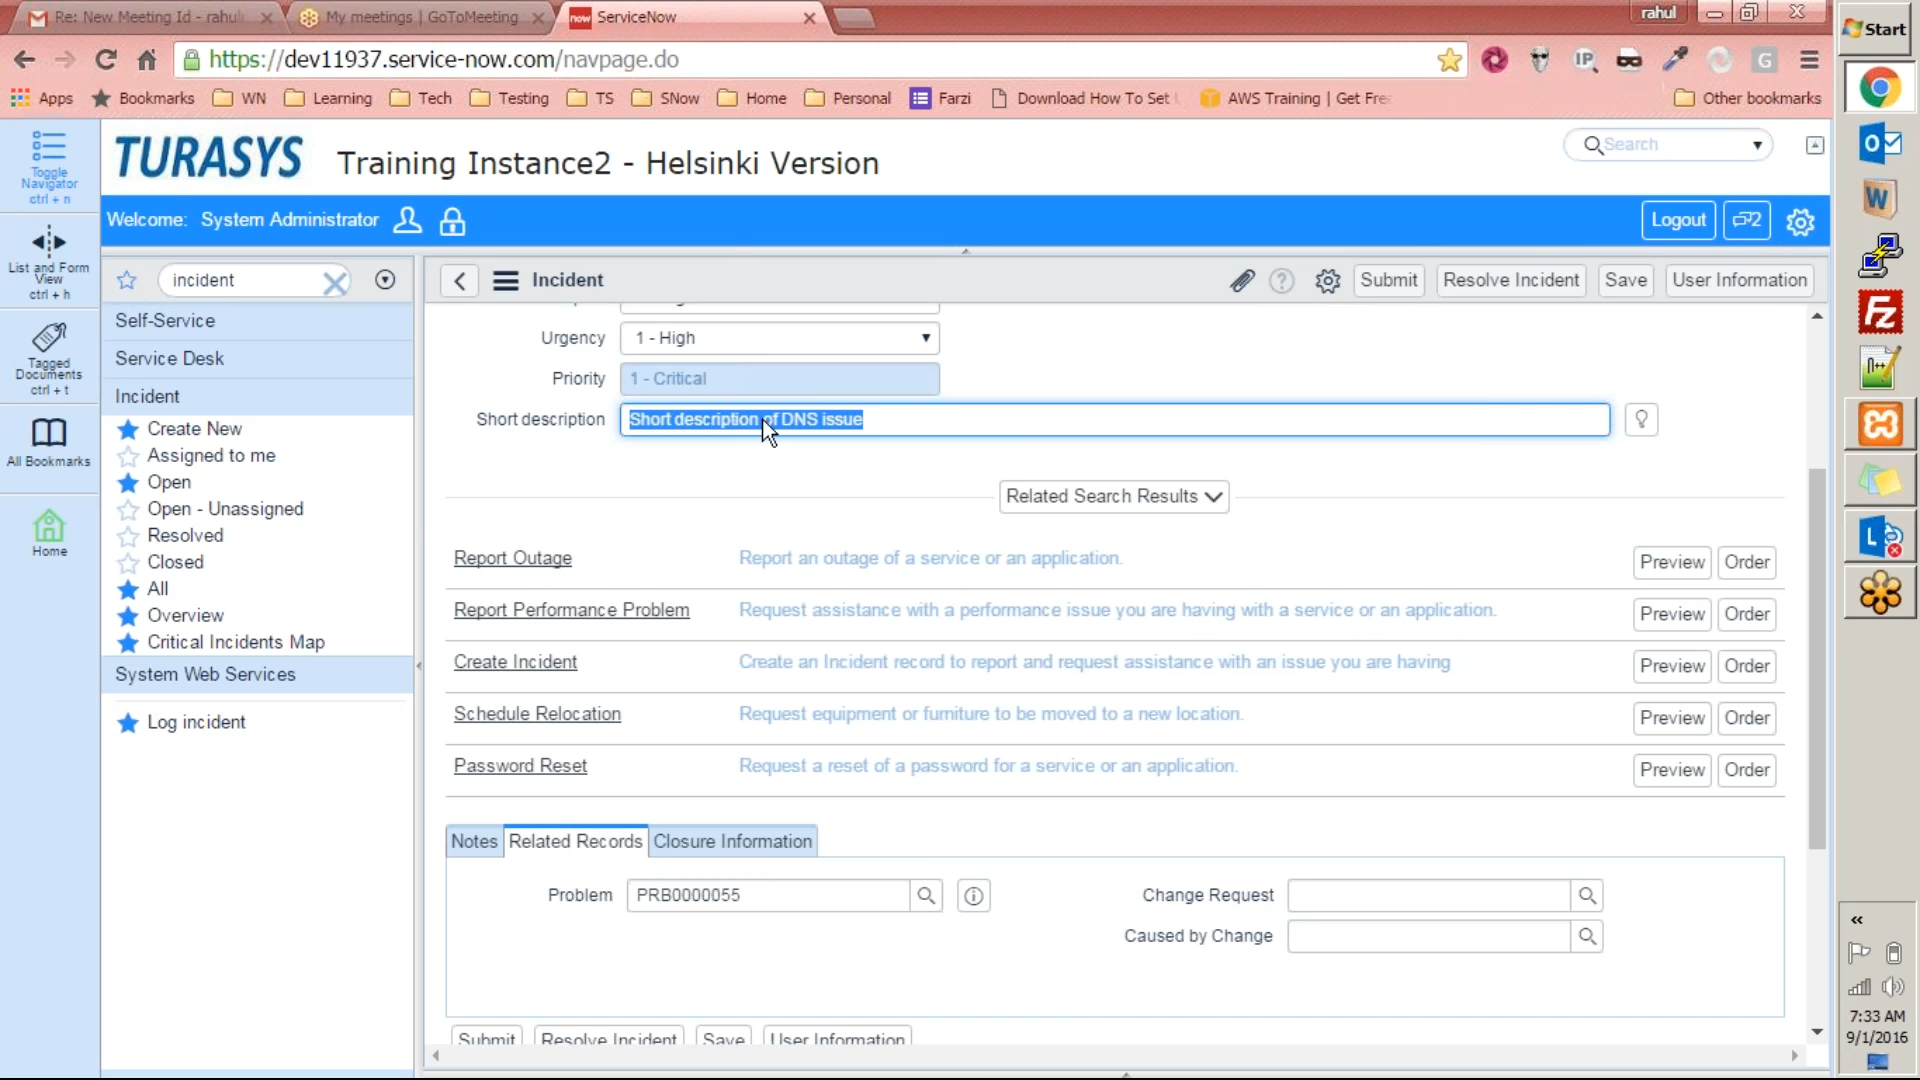 Re: New Meeting Id - rahul
My meetings | GoToMeeting
now ServiceNow
rahul
Start
https://dev11937.service-now.com/navpage.do
IP
G
Apps
Bookmarks
WN
Learning
Tech
Testing
TS
SNow
Home
Personal
Farzi
Download How To Set
AWS Training | Get Fre
Other bookmarks
Toggle
Navigator
ctrl + n
TURASYS
Training Instance2 - Helsinki Version
Search
Welcome: System Administrator
Logout
2
List and Form
View
ctrl + h
incident
Incident
Submit
Resolve Incident
Save
User Information
Self-Service
Service Desk
Incident
Create New
Assigned to me
Open
Open - Unassigned
Resolved
Closed
All
Overview
Critical Incidents Map
System Web Services
Log incident
Tagged
Documents
ctrl + t
All Bookmarks
Home
Urgency
1 - High
Priority
1 - Critical
Short description
Short description of DNS issue
Related Search Results
Report Outage
Report an outage of a service or an application.
Preview
Order
Report Performance Problem
Request assistance with a performance issue you are having with a service or an application.
Preview
Order
Create Incident
Create an Incident record to report and request assistance with an issue you are having
Preview
Order
Schedule Relocation
Request equipment or furniture to be moved to a new location.
Preview
Order
Password Reset
Request a reset of a password for a service or an application.
Preview
Order
Notes
Related Records
Closure Information
Problem
PRB0000055
Change Request
Caused by Change
Submit
Resolve Incident
Save
User Information
7:33 AM
9/1/2016